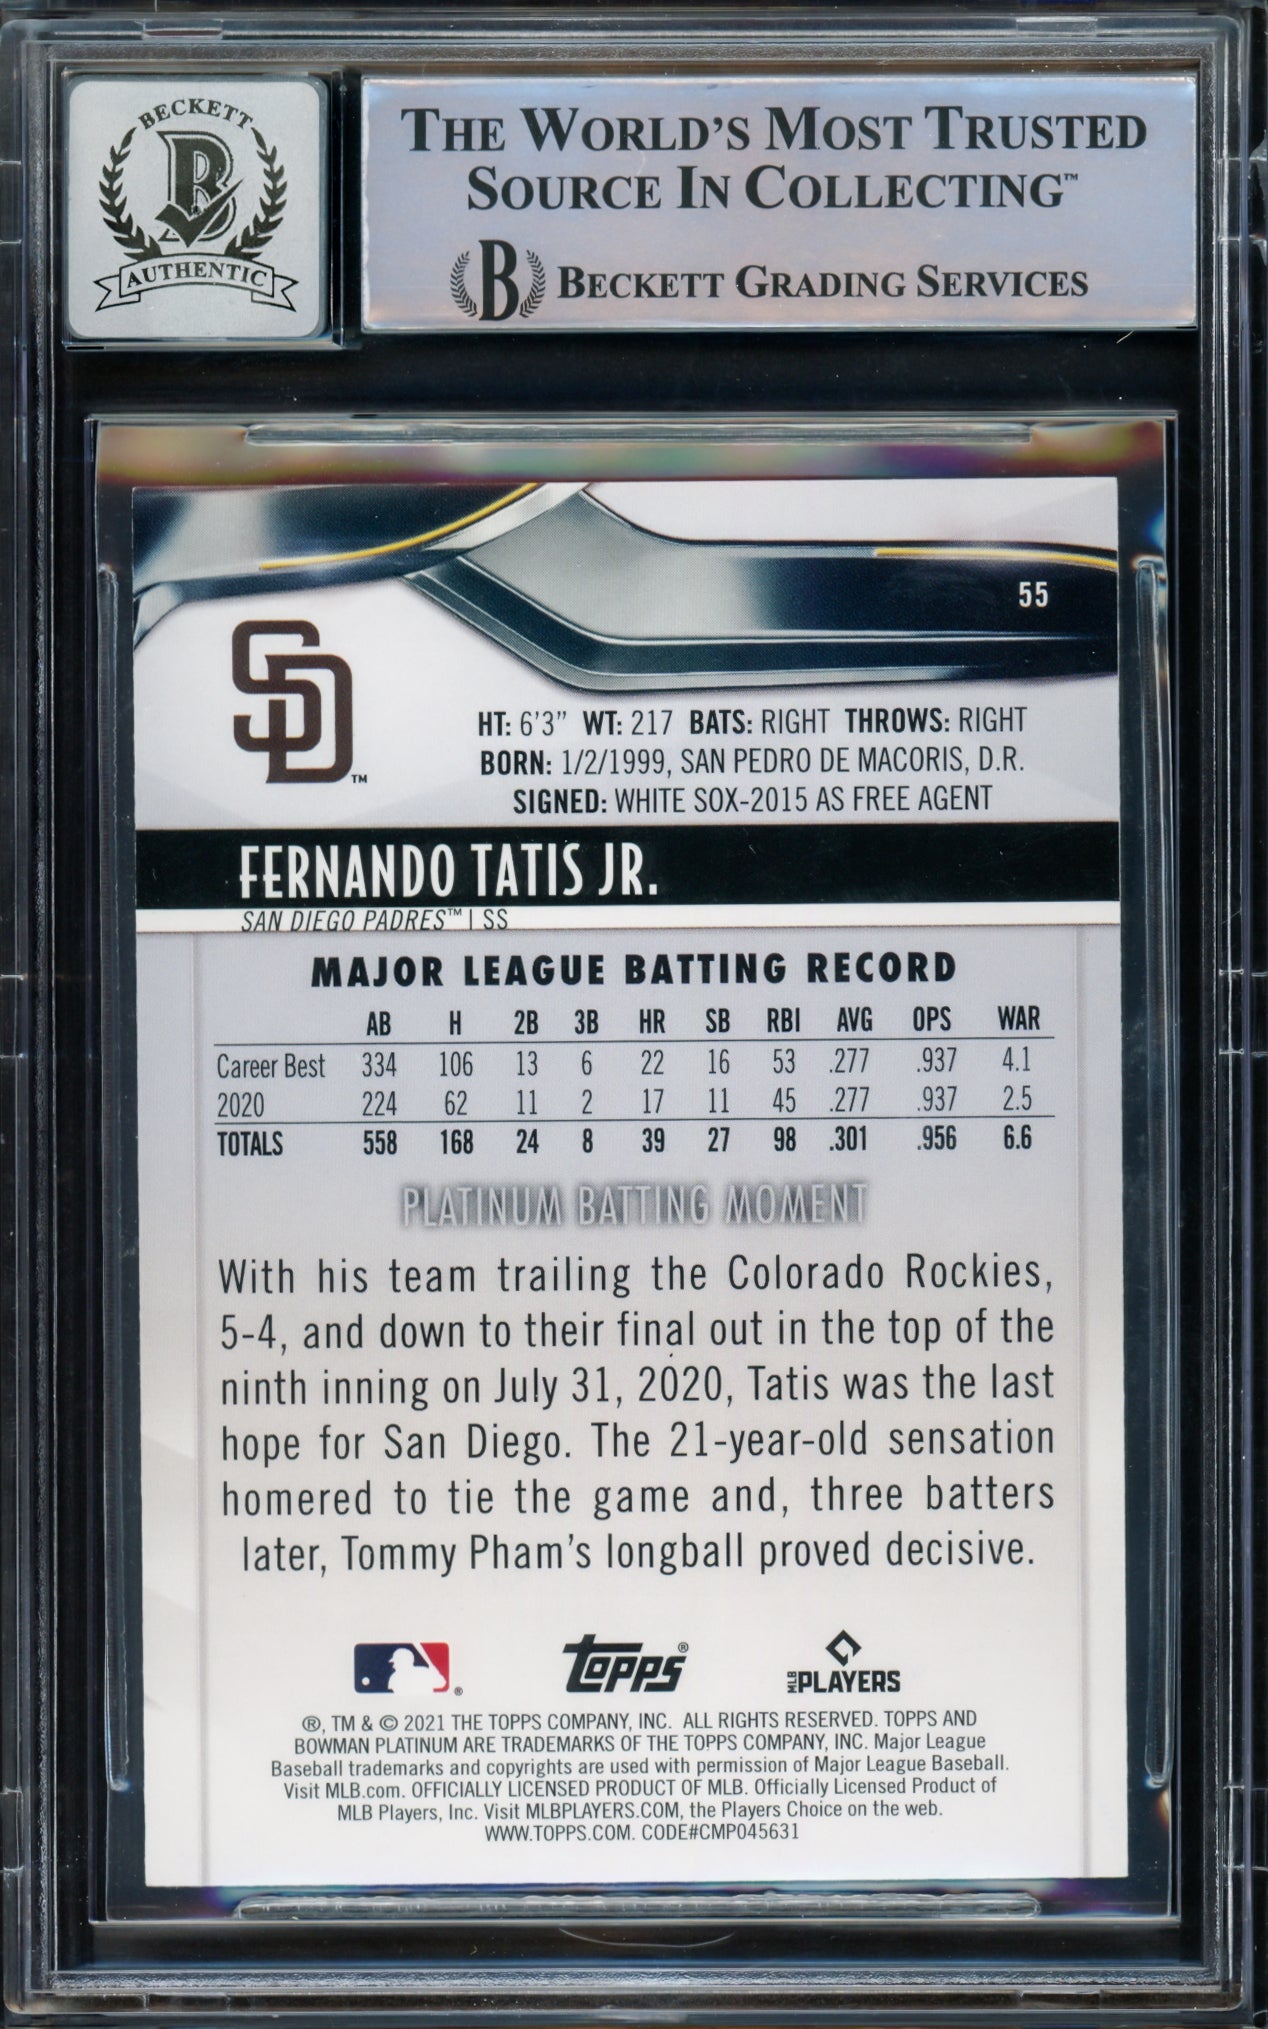 BECKETT
B
AUTHENTIC
THE WORLD'S MOST TRUSTED
SOURCE IN COLLECTING™
B BECKETT GRADING SERVICES
55
SD™
HT: 6'3" WT: 217 BATS: RIGHT THROWS: RIGHT
BORN: 1/2/1999, SAN PEDRO DE MACORIS, D.R.
SIGNED: WHITE SOX-2015 AS FREE AGENT
FERNANDO TATIS JR.
SAN DIEGO PADRES™ | SS
MAJOR LEAGUE BATTING RECORD
AB H 2B 3B HR SB RBI AVG OPS WAR
Career Best 334 106 13 6 22 16 53 .277 .937 4.1
2020 224 62 11 2 17 11 45 .277 .937 2.5
TOTALS 558 168 24 8 39 27 98 .301 .956 6.6
PLATINUM BATTING MOMENT
With his team trailing the Colorado Rockies,
5-4, and down to their final out in the top of the
ninth inning on July 31, 2020, Tatis was the last
hope for San Diego. The 21-year-old sensation
homered to tie the game and, three batters
later, Tommy Pham's longball proved decisive.
®
topps®
MLB PLAYERS
®, TM & © 2021 THE TOPPS COMPANY, INC. ALL RIGHTS RESERVED. TOPPS AND
BOWMAN PLATINUM ARE TRADEMARKS OF THE TOPPS COMPANY, INC. Major League
Baseball trademarks and copyrights are used with permission of Major League Baseball.
Visit MLB.com. OFFICIALLY LICENSED PRODUCT OF MLB. Officially Licensed Product of
MLB Players, Inc. Visit MLBPLAYERS.COM, the Players Choice on the web.
WWW.TOPPS.COM. CODE#CMP045631